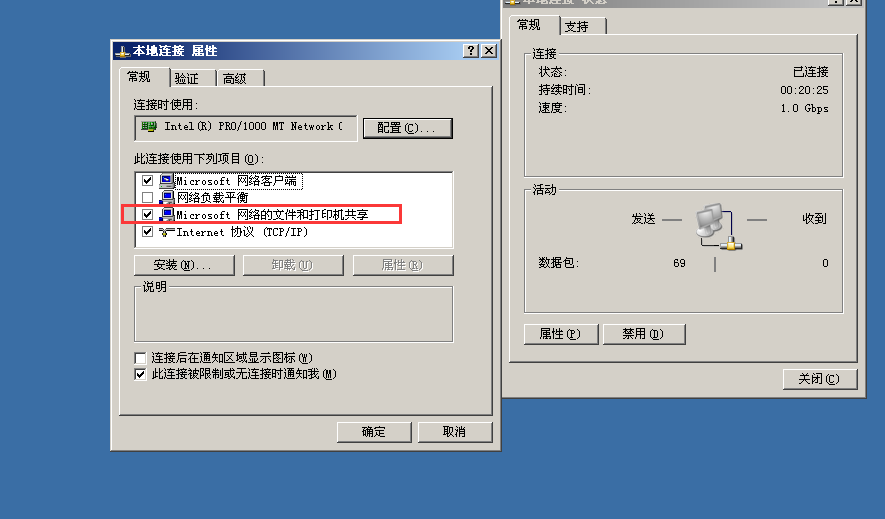 本地连接 属性
常规
验证
高级
连接时使用:
Intel(R) PRO/1000 MT Network C
配置(C)...
此连接使用下列项目(O):
Microsoft 网络客户端
网络负载平衡
Microsoft 网络的文件和打印机共享
Internet 协议 (TCP/IP)
安装(N)...
卸载(U)
属性(R)
说明
连接后在通知区域显示图标(W)
此连接被限制或无连接时通知我(M)
确定
取消
本地连接 状态
常规
支持
连接
状态: 已连接
持续时间: 00:20:25
速度: 1.0 Gbps
活动
发送 收到
数据包: 69 0
属性(P)
禁用(D)
关闭(C)